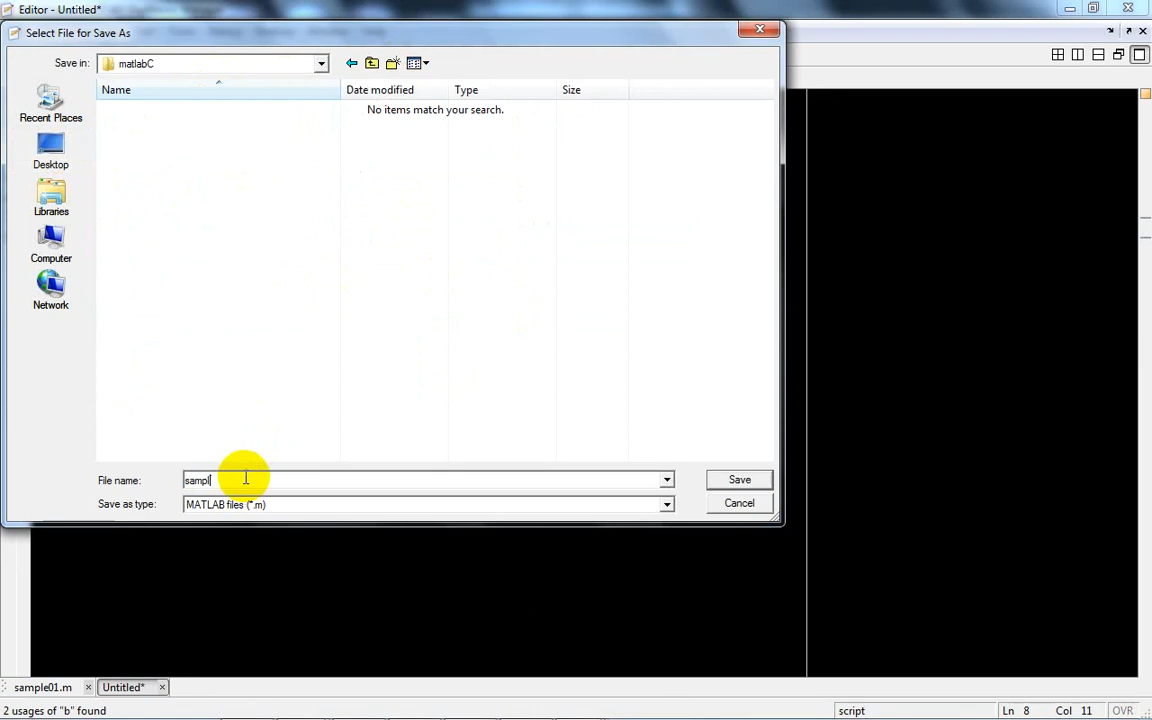 Editor - Untitled*
Select File for Save As
Save in:
matlabC
Name
Date modified
Type
Size
No items match your search.
Recent Places
Desktop
Libraries
Computer
Network
File name:
sampl
Save
Save as type:
MATLAB files (*.m)
Cancel
sample01.m
Untitled*
2 usages of "b" found
script
Ln 8
Col 11
OVR